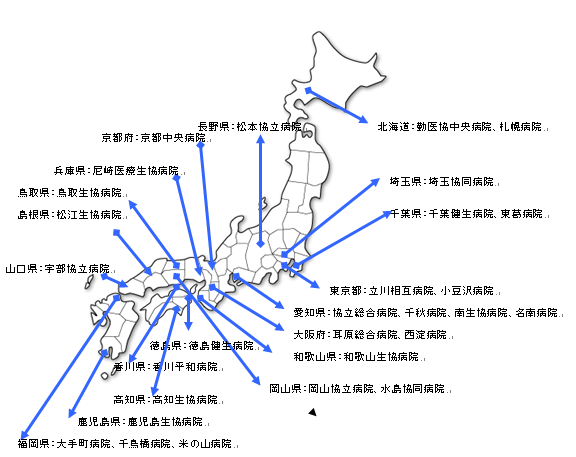 長野県：松本協立病院
北海道：勤医協中央病院、札幌病院
京都府：京都中央病院
兵庫県：尼崎医療生協病院
埼玉県：埼玉協同病院
鳥取県：鳥取生協病院
千葉県：千葉健生病院、東葛病院
島根県：松江生協病院
山口県：宇部協立病院
東京都：立川相互病院、小豆沢病院
愛知県：協立総合病院、千秋病院、南生協病院、名南病院
大阪府：耳原総合病院、西淀病院
徳島県：徳島健生病院
和歌山県：和歌山生協病院
香川県：香川平和病院
岡山県：岡山協立病院、水島協同病院
高知県：高知生協病院
鹿児島県：鹿児島生協病院
福岡県：大手町病院、千鳥橋病院、米の山病院